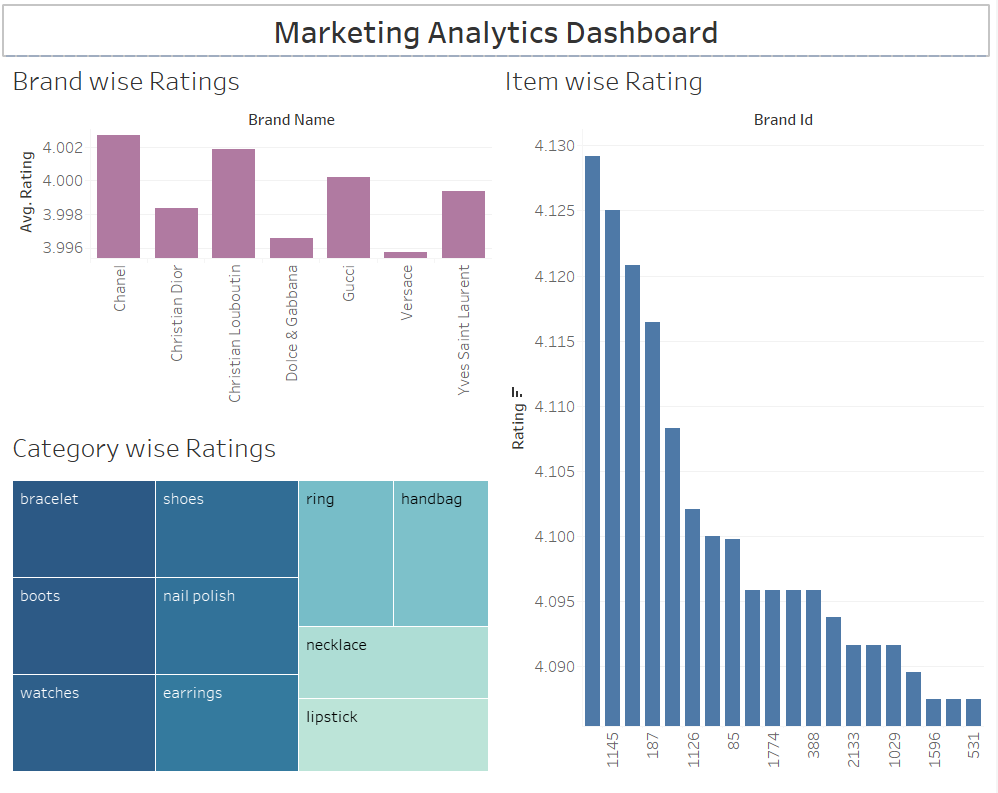 Marketing Analytics Dashboard
Brand wise Ratings
Brand Name
Avg. Rating
4.002
4.000
3.998
3.996
Chanel
Christian Dior
Christian Louboutin
Dolce & Gabbana
Gucci
Versace
Yves Saint Laurent
Category wise Ratings
bracelet
shoes
ring
handbag
boots
nail polish
necklace
watches
earrings
lipstick
Item wise Rating
Brand Id
Rating
4.130
4.125
4.120
4.115
4.110
4.105
4.100
4.095
4.090
1145
187
1126
85
1774
388
2133
1029
1596
531